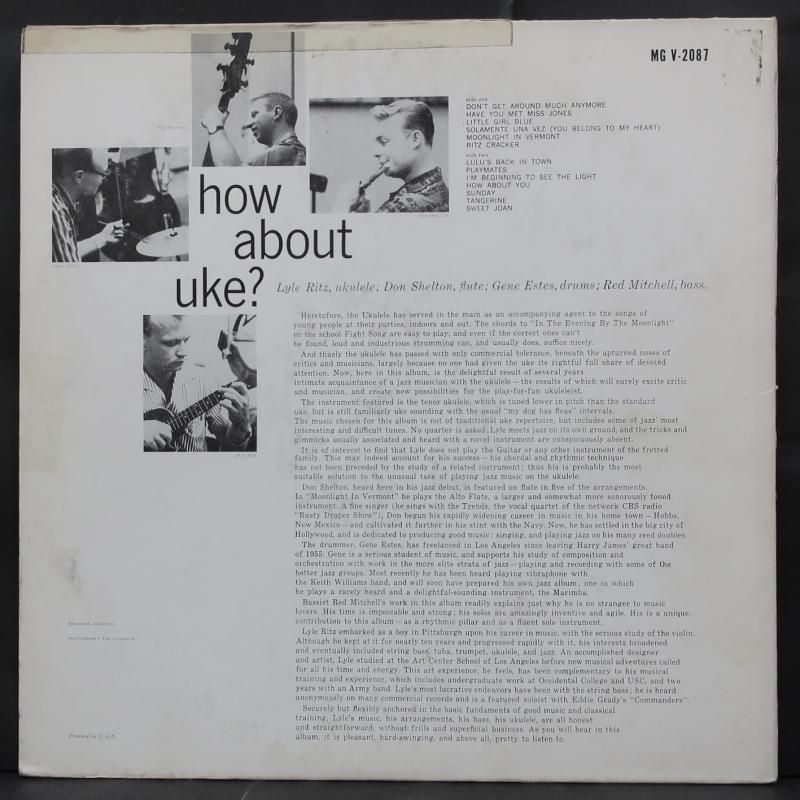 MG V-2087
side one
DON'T GET AROUND MUCH ANYMORE
HAVE YOU MET MISS JONES
LITTLE GIRL BLUE
SOLAMENTE UNA VEZ (YOU BELONG TO MY HEART)
MOONLIGHT IN VERMONT
RITZ CRACKER
side two
LULU'S BACK IN TOWN
PLAYMATES
I'M BEGINNING TO SEE THE LIGHT
HOW ABOUT YOU
SUNDAY
TANGERINE
SWEET JOAN
RED MITCHELL
DON SHELTON
GENE ESTES
how
about
uke?
Lyle Ritz, ukulele; Don Shelton, flute; Gene Estes, drums; Red Mitchell, bass.
LYLE RITZ
Heretofore, the Ukulele has served in the main as an accompanying agent to the songs of
young people at their parties, indoors and out. The chords to "In The Evening By The Moonlight"
or the school Fight Song are easy to play, and even if the correct ones can't
be found, loud and industrious strumming can, and usually does, suffice nicely.
And thusly the ukulele has passed with only commercial tolerance, beneath the upturned noses of
critics and musicians, largely because no one had given the uke its rightful full share of devoted
attention. Now, here in this album, is the delightful result of several years
intimate acquaintance of a jazz musician with the ukulele — the results of which will surely excite critic
and musician, and create new possibilities for the play-for-fun ukuleleist.
The instrument featured is the tenor ukulele, which is tuned lower in pitch than the standard
uke, but is still familiarly uke sounding with the usual "my dog has fleas" intervals.
The music chosen for this album is not of traditional uke repertoire, but includes some of jazz' most
interesting and difficult tunes. No quarter is asked; Lyle meets jazz on its own ground, and the tricks and
gimmicks usually associated and heard with a novel instrument are conspicuously absent.
It is of interest to find that Lyle does not play the Guitar or any other instrument of the fretted
family. This may indeed account for his success — his chordal and rhythmic technique
has not been preceded by the study of a related instrument; thus his is probably the most
suitable solution to the unusual task of playing jazz music on the ukulele.
Don Shelton, heard here in his jazz debut, is featured on flute in five of the arrangements.
In "Moonlight In Vermont" he plays the Alto Flute, a larger and somewhat more sonorously toned
instrument. A fine singer (he sings with the Trends, the vocal quartet of the network CBS radio
"Rusty Draper Show"), Don began his rapidly widening career in music in his home town — Hobbs,
New Mexico — and cultivated it further in his stint with the Navy. Now, he has settled in the big city of
Hollywood, and is dedicated to producing good music: singing, and playing jazz on his many reed doubles.
The drummer, Gene Estes, has freelanced in Los Angeles since leaving Harry James' great band
of 1955. Gene is a serious student of music, and supports his study of composition and
orchestration with work in the more elite strata of jazz — playing and recording with some of the
better jazz groups. Most recently he has been heard playing vibraphone with
the Keith Williams band, and will soon have prepared his own jazz album; one in which
he plays a rarely heard and a delightful-sounding instrument, the Marimba.
Bassist Red Mitchell's work in this album readily explains just why he is no stranger to music
lovers. His time is impeccable and strong; his solos are amazingly inventive and agile. His is a unique
contribution to this album — as a rhythmic pillar and as a fluent solo instrument.
Lyle Ritz embarked as a boy in Pittsburgh upon his career in music, with the serious study of the violin.
Although he kept at it for nearly ten years and progressed rapidly with it, his interests broadened
and eventually included string bass, tuba, trumpet, ukulele, and jazz. An accomplished designer
and artist, Lyle studied at the Art Center School of Los Angeles before new musical adventures called
for all his time and energy. This art experience, he feels, has been complementary to his musical
training and experience, which includes undergraduate work at Occidental College and USC, and two
years with an Army band. Lyle's most lucrative endeavors have been with the string bass; he is heard
anonymously on many commercial records and is a featured soloist with Eddie Grady's "Commanders".
Securely but flexibly anchored in the basic fundaments of good music and classical
training, Lyle's music, his arrangements, his bass, his ukulele, are all honest
and straightforward, without frills and superficial business. As you will hear in this
album, it is pleasant, hard-swinging, and above all, pretty to listen to.
Printed in U.S.A.